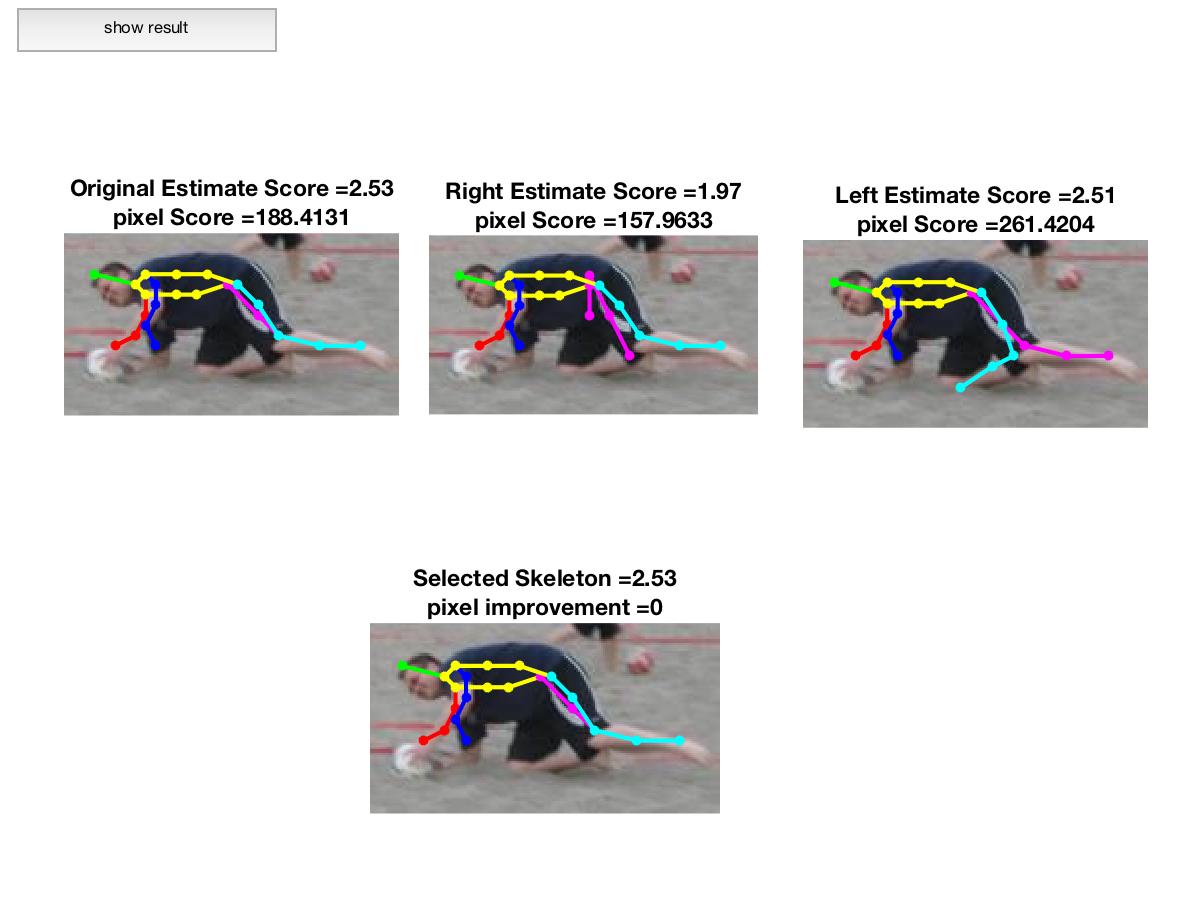 show result
Original Estimate Score =2.53
pixel Score =188.4131
Right Estimate Score =1.97
pixel Score =157.9633
Left Estimate Score =2.51
pixel Score =261.4204
Selected Skeleton =2.53
pixel improvement =0